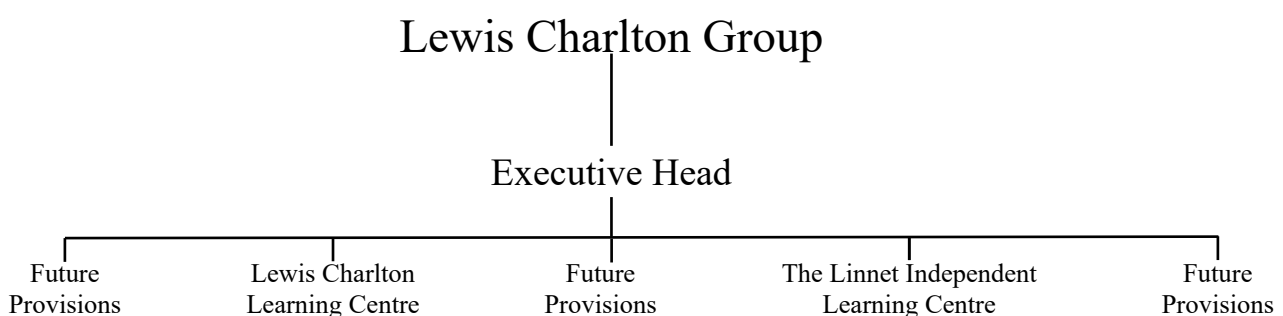 Lewis Charlton Group
Executive Head
Future
Provisions
Lewis Charlton
Learning Centre
Future
Provisions
The Linnet Independent
Learning Centre
Future
Provisions